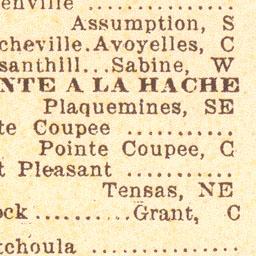 enville ................
Assumption, S
cheville.Avoyelles, C
santhill...Sabine, W
NTE A LA HACHE
Plaquemines, SE
te Coupee ............
Pointe Coupee, C
t Pleasant ............
Tensas, NE
ock...........Grant, C
tchoula ................